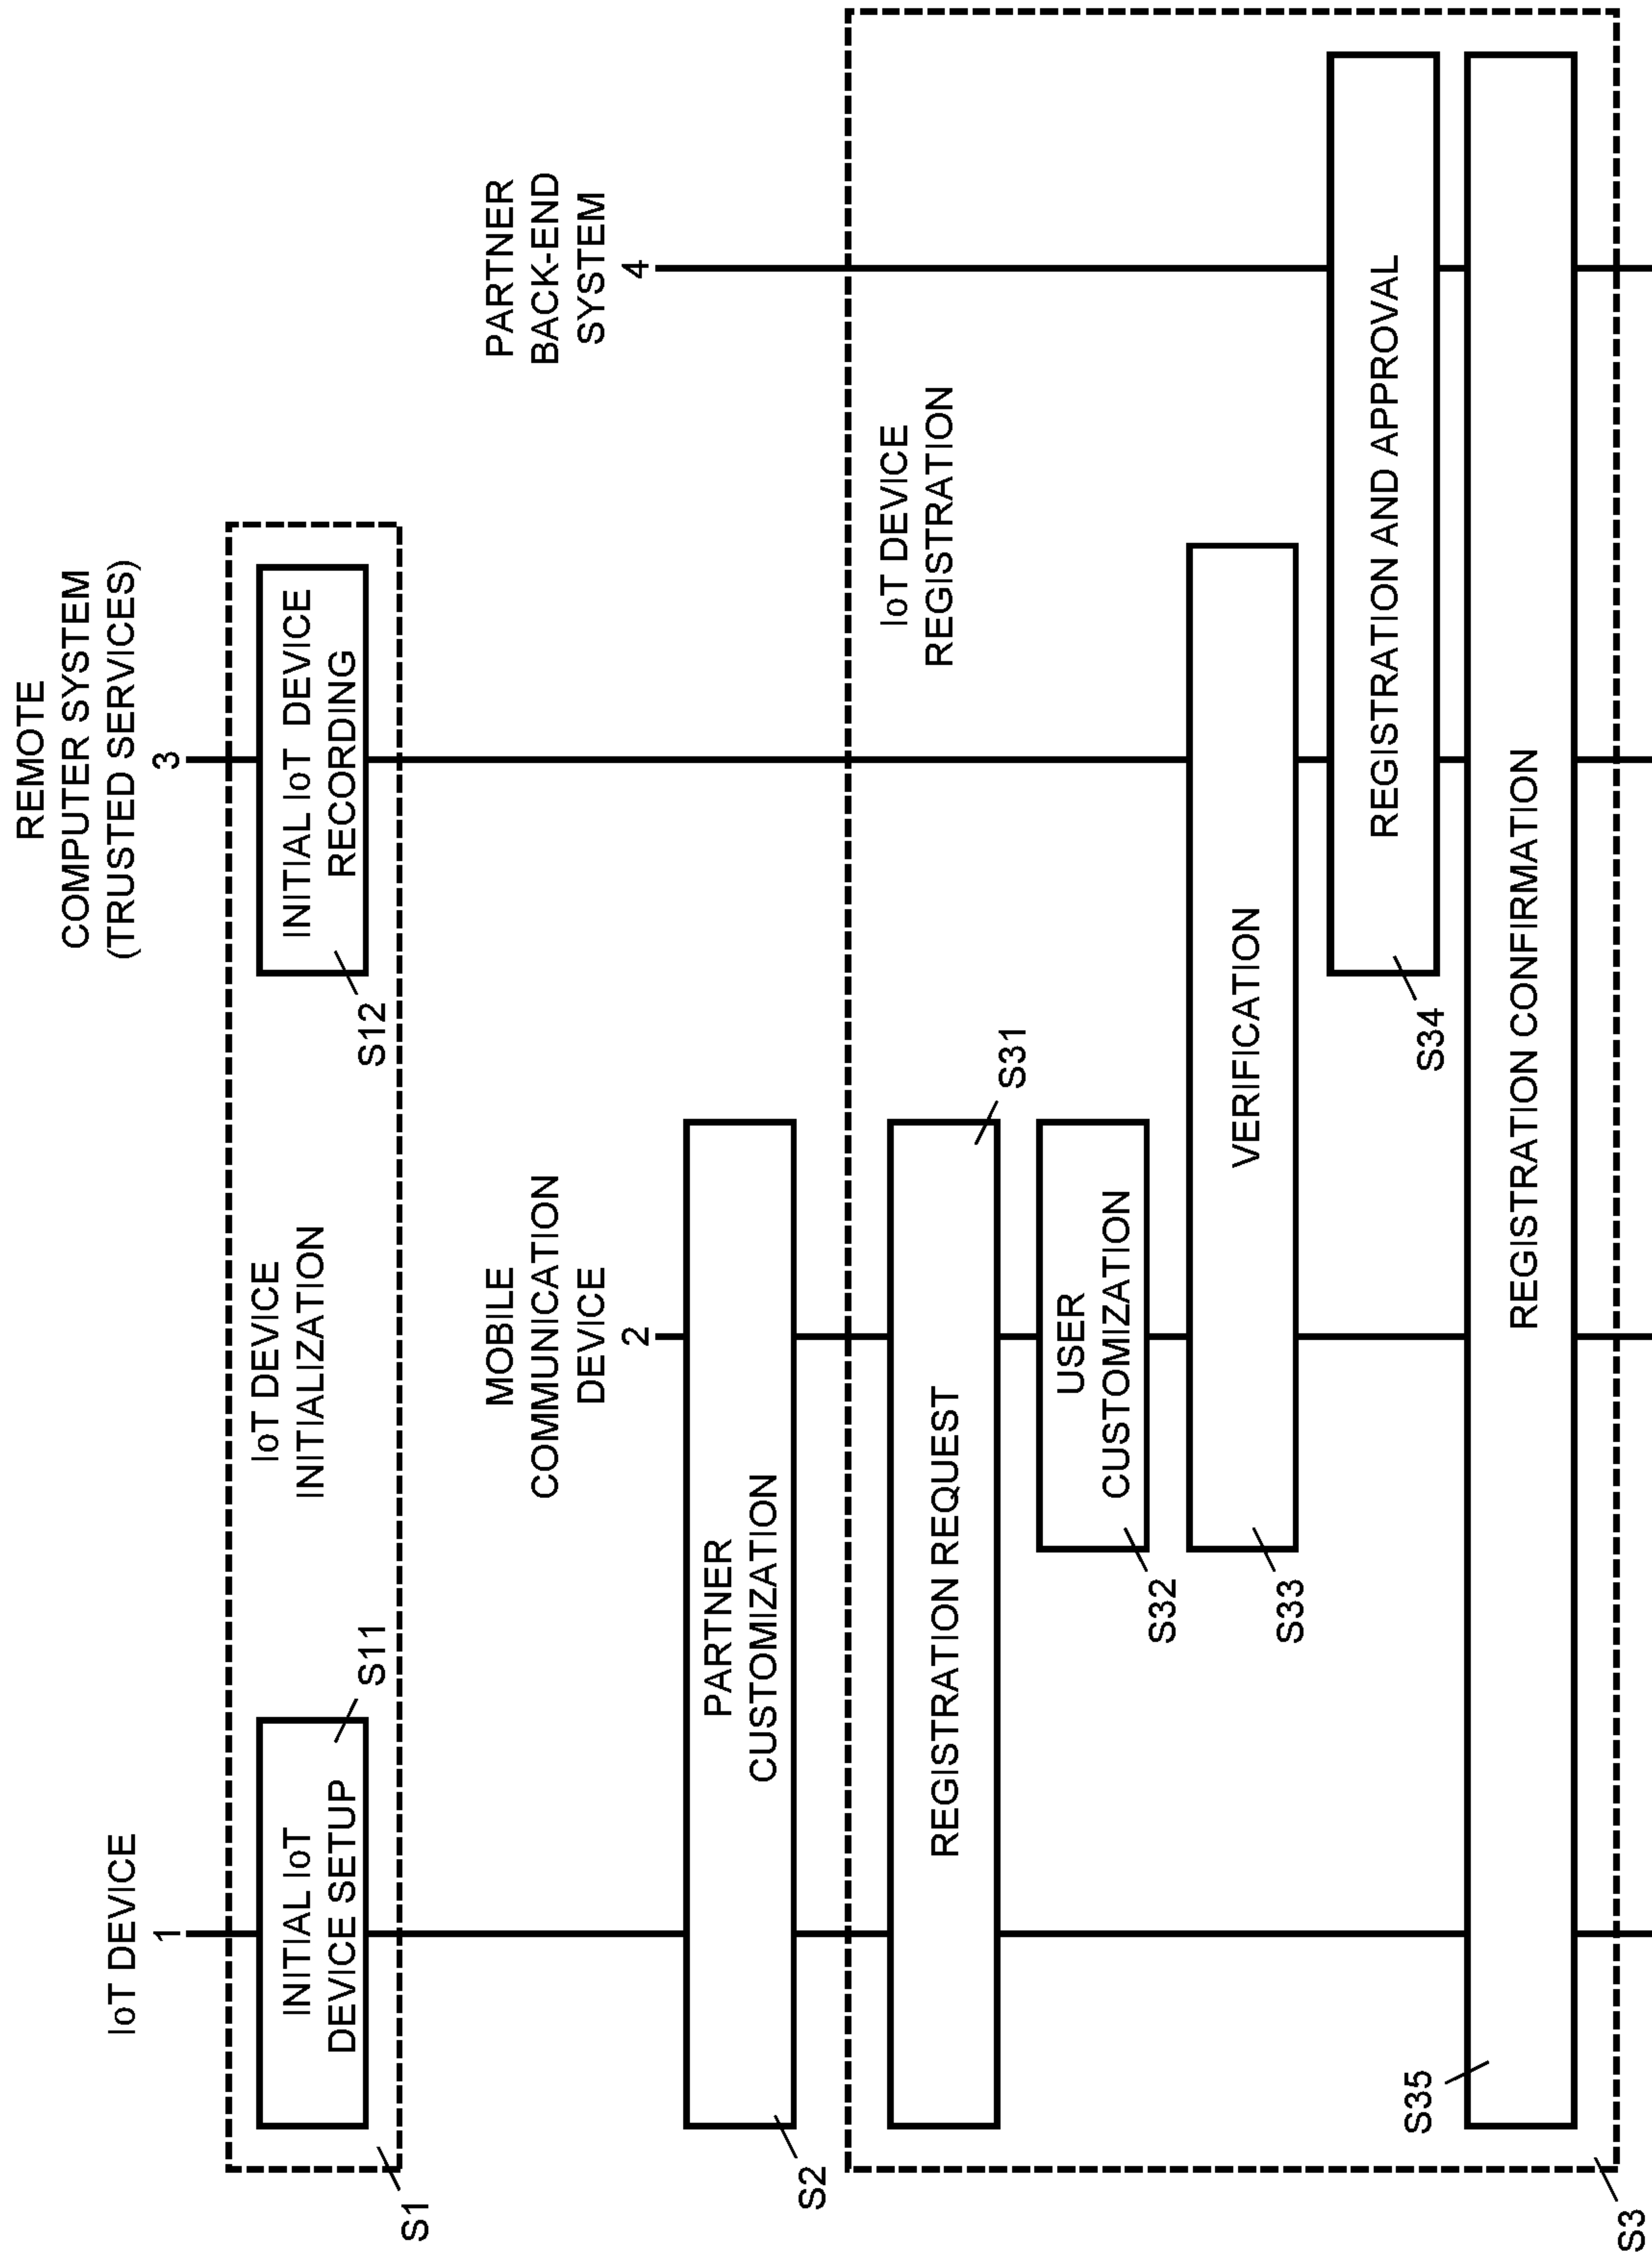 REMOTE
COMPUTER SYSTEM
(TRUSTED SERVICES)
IoT DEVICE
1
3
IoT DEVICE
INITIALIZATION
INITIAL IoT
DEVICE SETUP
S11
INITIAL IoT DEVICE
RECORDING
S12
S1
MOBILE
COMMUNICATION
DEVICE
2
PARTNER
BACK-END
SYSTEM
4
PARTNER
CUSTOMIZATION
S2
IoT DEVICE
REGISTRATION
REGISTRATION REQUEST
S31
USER
CUSTOMIZATION
S32
VERIFICATION
S33
REGISTRATION AND APPROVAL
S34
S35
REGISTRATION CONFIRMATION
S3